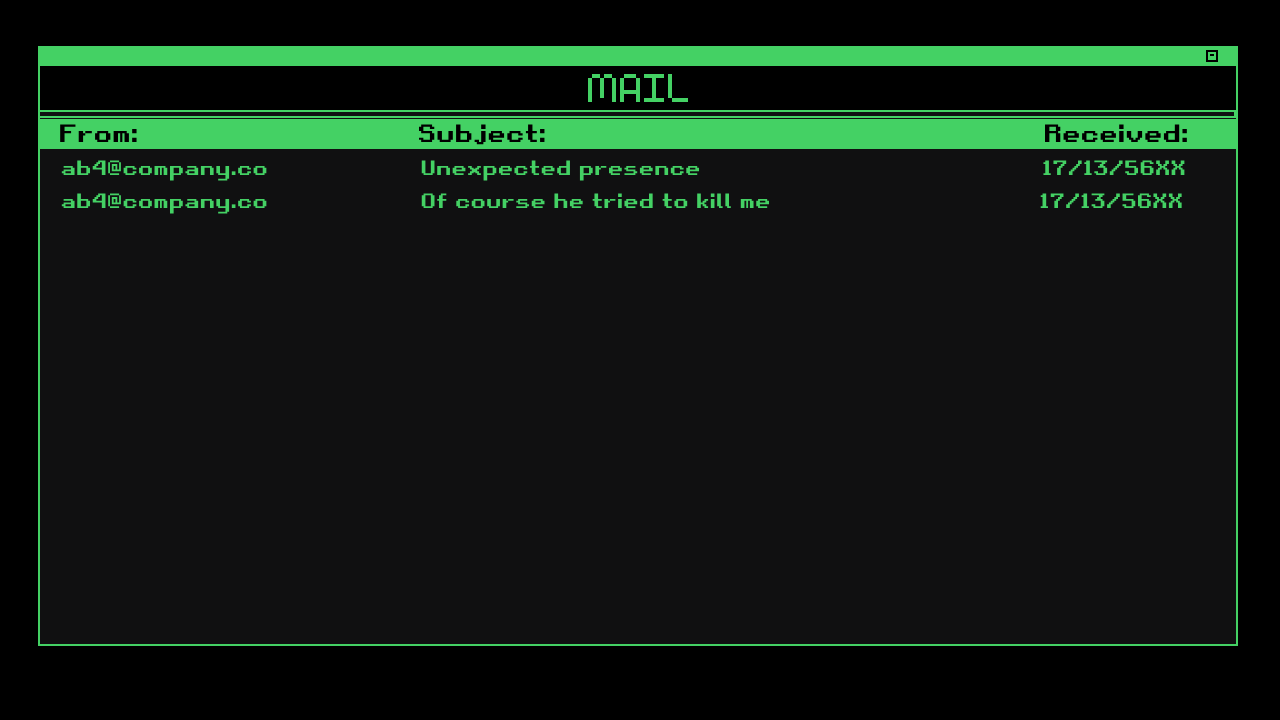 MAIL
From: Subject: Received:
ab4@company.co Unexpected presence 17/13/56XX
ab4@company.co Of course he tried to kill me 17/13/56XX